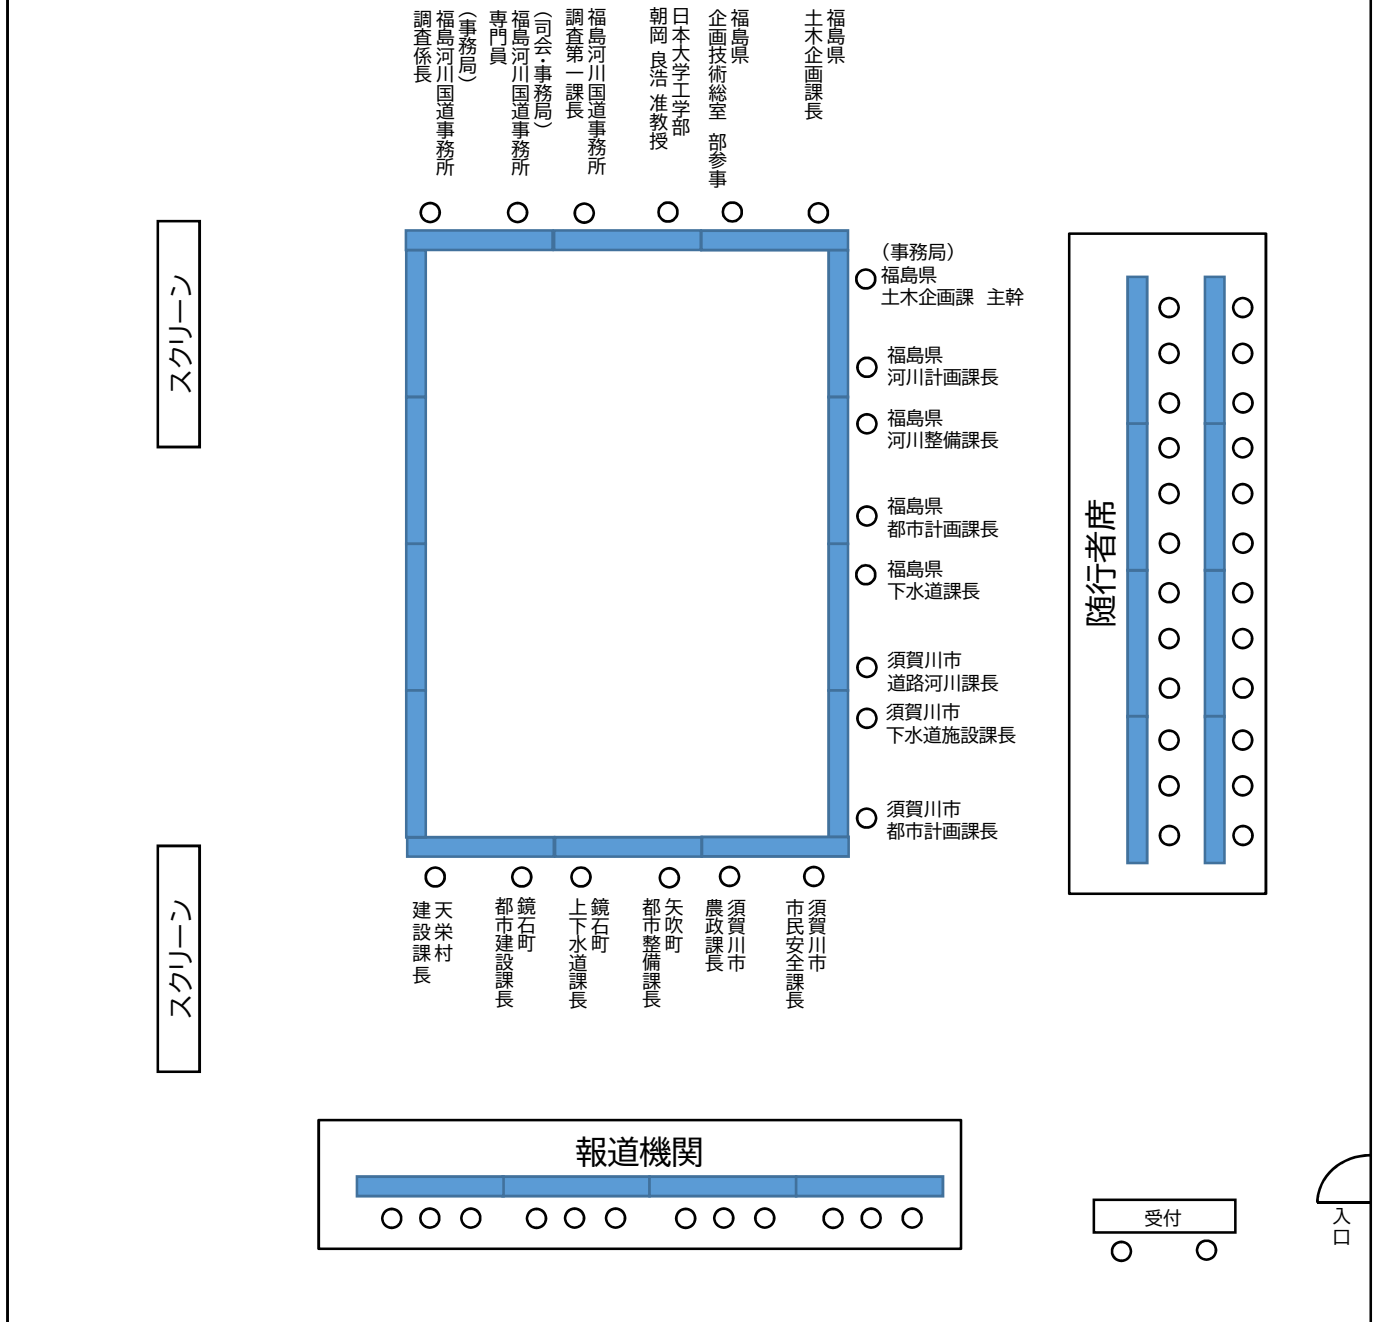 (事務局)
福島河川国道事務所
調査係長
(司会・事務局)
福島河川国道事務所
専門員
福島河川国道事務所
調査第一課長
日本大学工学部
朝岡 良浩 准教授
福島県
企画技術総室 部参事
福島県
土木企画課長
(事務局)
福島県
土木企画課 主幹
福島県
河川計画課長
福島県
河川整備課長
福島県
都市計画課長
福島県
下水道課長
須賀川市
道路河川課長
須賀川市
下水道施設課長
須賀川市
都市計画課長
天栄村
建設課長
鏡石町
都市建設課長
鏡石町
上下水道課長
矢吹町
都市整備課長
須賀川市
農政課長
須賀川市
市民安全課長
スクリーン
スクリーン
随行者席
報道機関
受付
入口